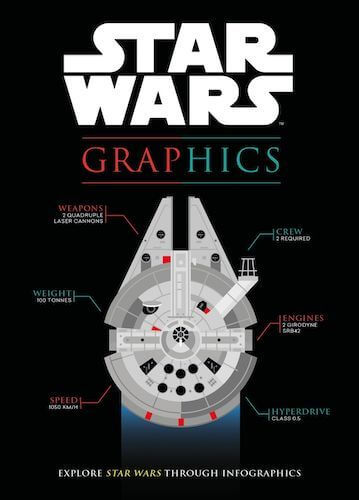 STAR
WARS
™
GRAPHICS
WEAPONS
2 QUADRUPLE
LASER CANNONS
CREW
2 REQUIRED
WEIGHT
100 TONNES
ENGINES
2 GIRODYNE
SRB42
SPEED
1050 KM/H
HYPERDRIVE
CLASS 0.5
EXPLORE STAR WARS THROUGH INFOGRAPHICS